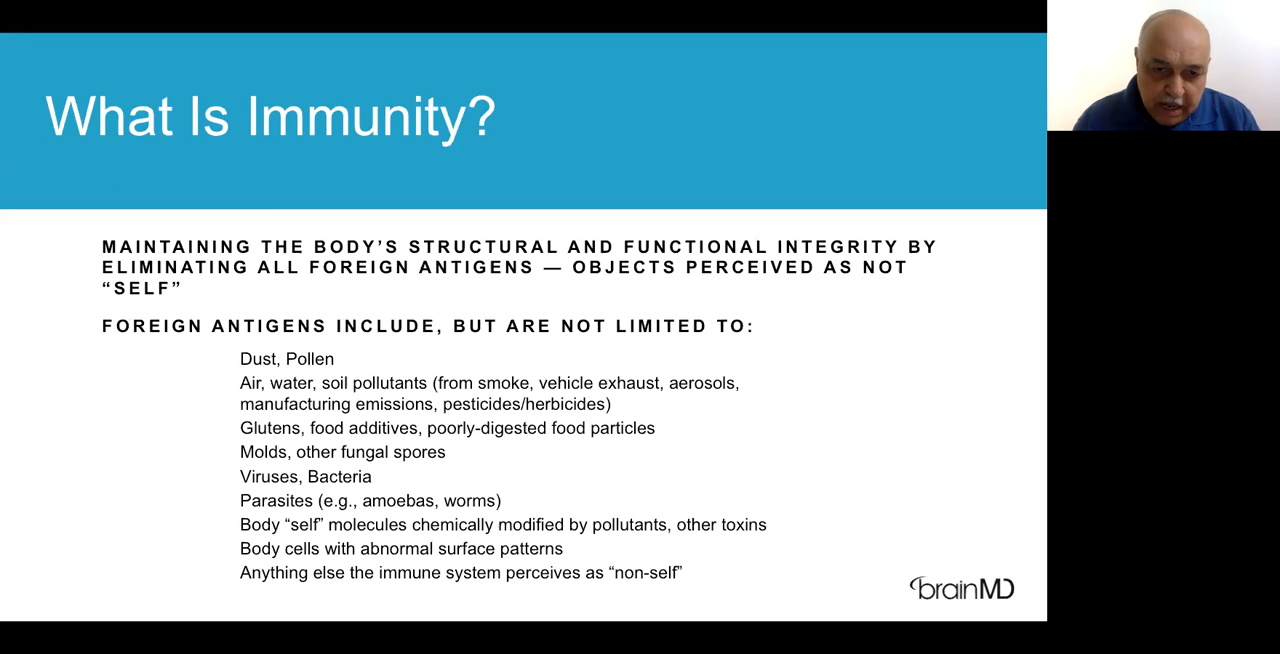 What Is Immunity?
MAINTAINING THE BODY’S STRUCTURAL AND FUNCTIONAL INTEGRITY BY
ELIMINATING ALL FOREIGN ANTIGENS — OBJECTS PERCEIVED AS NOT
“SELF”
FOREIGN ANTIGENS INCLUDE, BUT ARE NOT LIMITED TO:
Dust, Pollen
Air, water, soil pollutants (from smoke, vehicle exhaust, aerosols,
manufacturing emissions, pesticides/herbicides)
Glutens, food additives, poorly-digested food particles
Molds, other fungal spores
Viruses, Bacteria
Parasites (e.g., amoebas, worms)
Body “self” molecules chemically modified by pollutants, other toxins
Body cells with abnormal surface patterns
Anything else the immune system perceives as “non-self”
brainMD